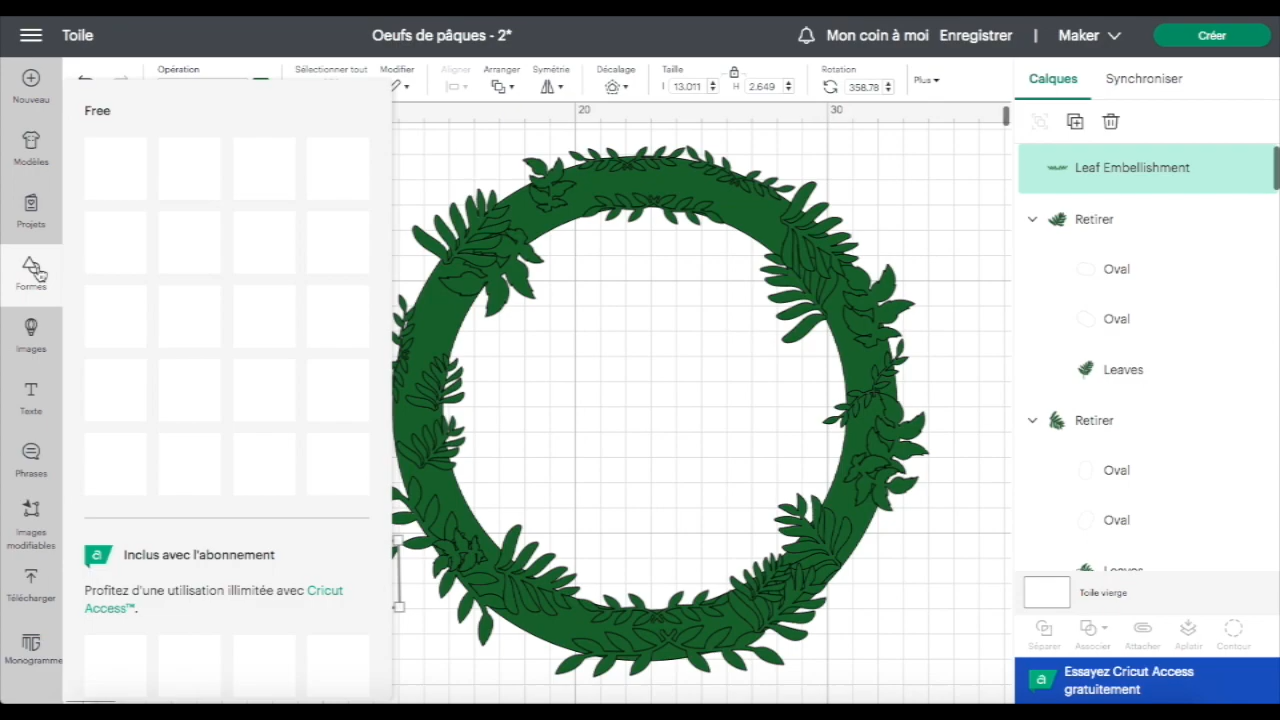 Toile
Oeufs de pâques - 2*
Mon coin à moi
Enregistrer
|
Maker
Créer
Nouveau
Modèles
Projets
Formes
Images
Texte
Phrases
Images
modifiables
Télécharger
Monogramme
Opération
Sélectionner tout
Modifier
Aligner
Arranger
Symétrie
Décalage
Taille
l 13.011
H 2.649
Rotation
358.78
Plus
Free
Inclus avec l'abonnement
Profitez d'une utilisation illimitée avec Cricut
Access™.
20
30
Calques
Synchroniser
Leaf Embellishment
Retirer
Oval
Oval
Leaves
Retirer
Oval
Oval
Leaves
Toile vierge
Séparer
Associer
Attacher
Aplatir
Contour
a
Essayez Cricut Access
gratuitement